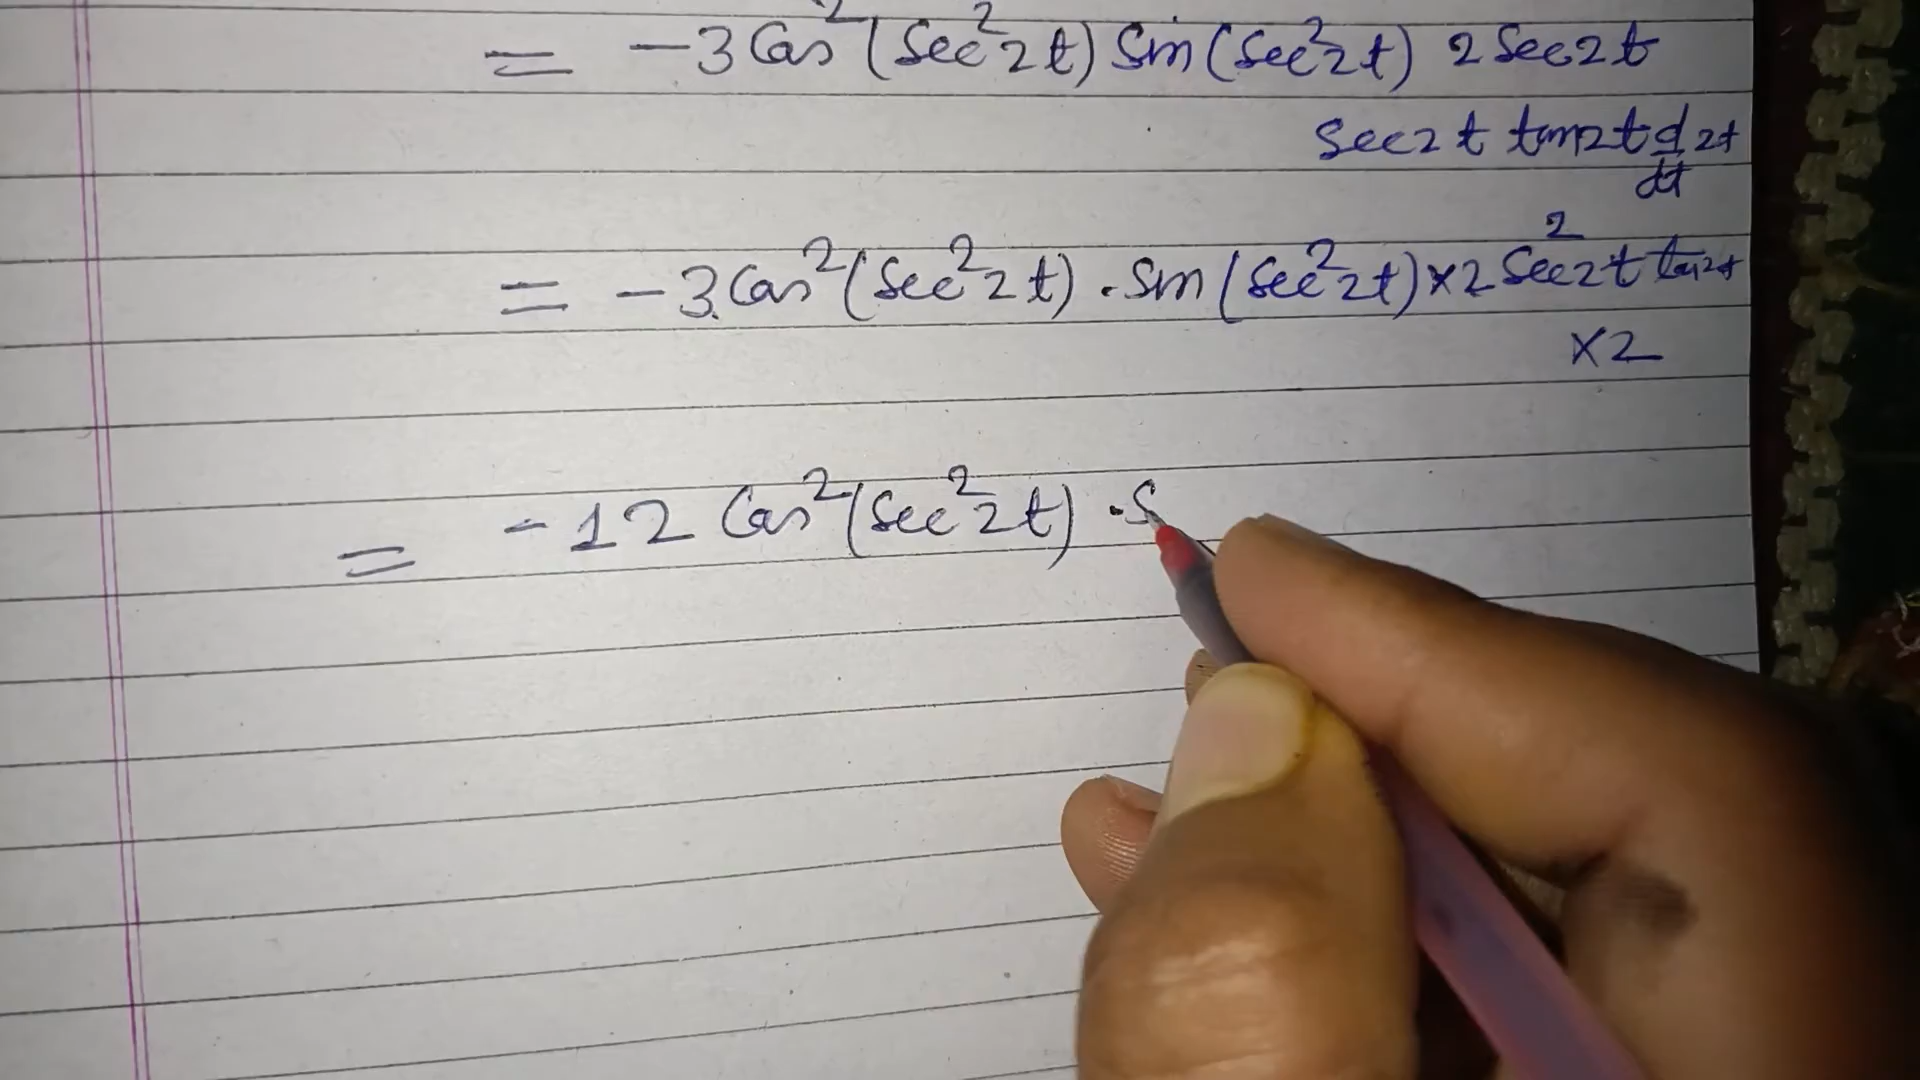 = -3 Cos² (Sec²2t) Sin (Sec²2t) 2 Sec2t
Sec2t tan2t d/dt 2t
= -3 Cos² (Sec²2t) . Sin (Sec²2t) × 2 Sec²2t tan2t
×2
= -12 Cos² (Sec²2t) . S